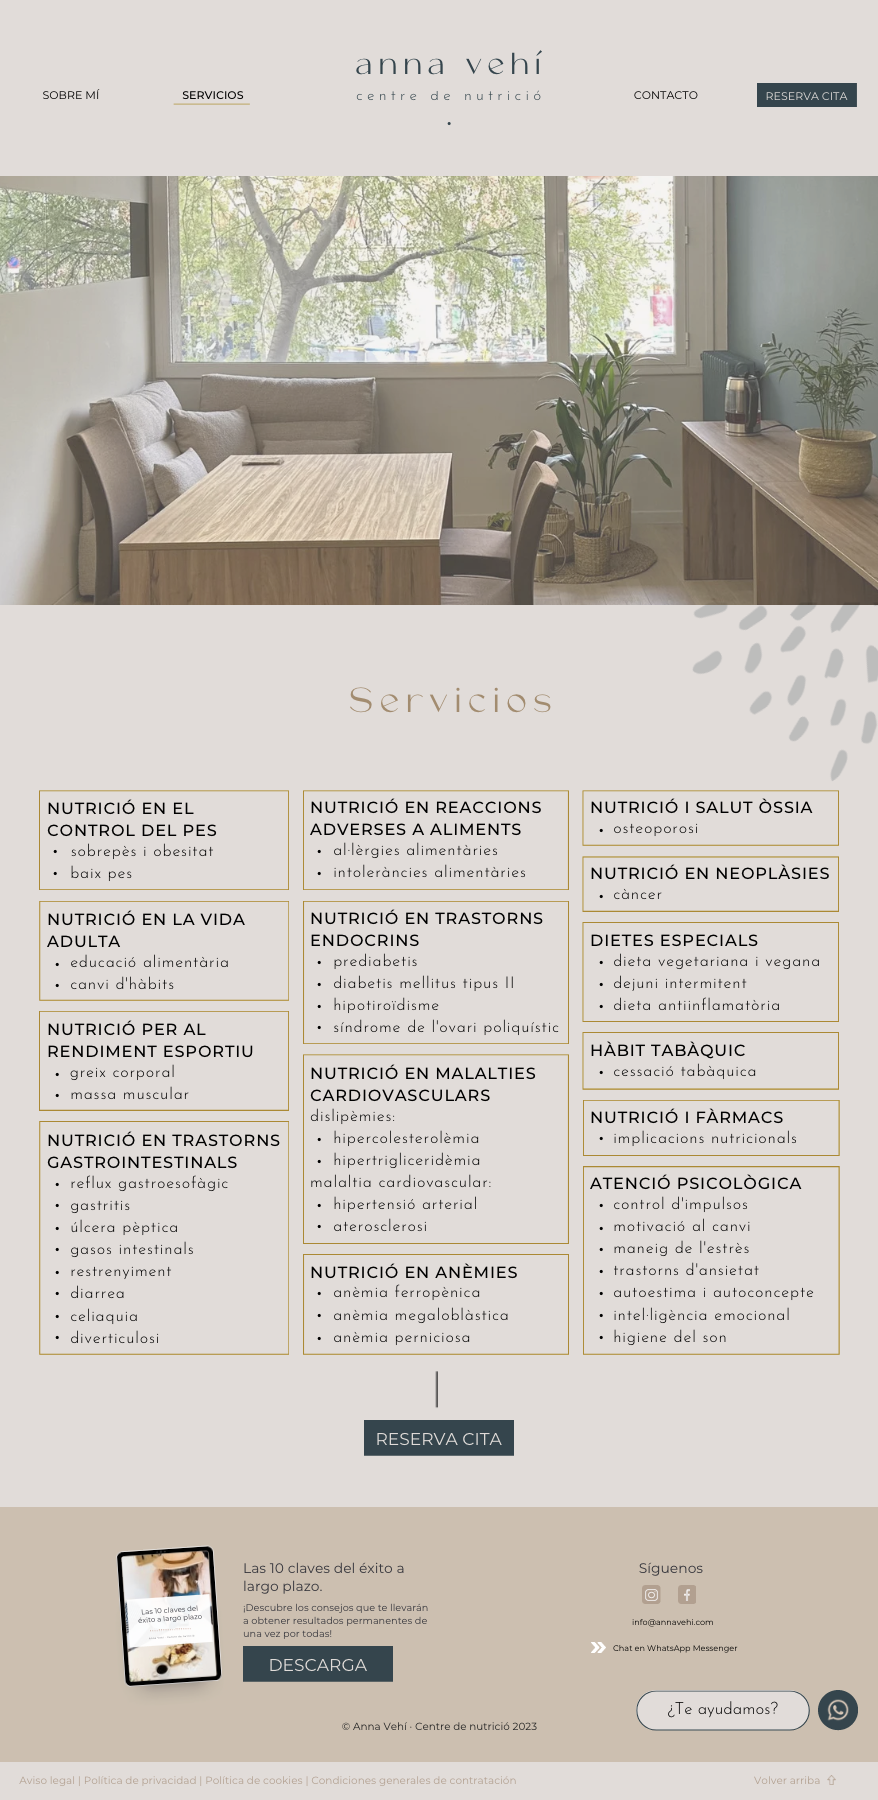 anna vehí
SOBRE MÍ
SERVICIOS
centre de nutrició
CONTACTO
RESERVA CITA
Servicios
NUTRICIÓ EN EL
CONTROL DEL PES
• sobrepès i obesitat
• baix pes
NUTRICIÓ EN LA VIDA
ADULTA
• educació alimentària
• canvi d'hàbits
NUTRICIÓ PER AL
RENDIMENT ESPORTIU
• greix corporal
• massa muscular
NUTRICIÓ EN TRASTORNS
GASTROINTESTINALS
• reflux gastroesofàgic
• gastritis
• úlcera pèptica
• gasos intestinals
• restrenyiment
• diarrea
• celiaquia
• diverticulosi
NUTRICIÓ EN REACCIONS
ADVERSES A ALIMENTS
• al·lèrgies alimentàries
• intoleràncies alimentàries
NUTRICIÓ EN TRASTORNS
ENDOCRINS
• prediabetis
• diabetis mellitus tipus II
• hipotiroïdisme
• síndrome de l'ovari poliquístic
NUTRICIÓ EN MALALTIES
CARDIOVASCULARS
dislipèmies:
• hipercolesterolèmia
• hipertrigliceridèmia
malaltia cardiovascular:
• hipertensió arterial
• aterosclerosi
NUTRICIÓ EN ANÈMIES
• anèmia ferropènica
• anèmia megaloblàstica
• anèmia perniciosa
NUTRICIÓ I SALUT ÒSSIA
• osteoporosi
NUTRICIÓ EN NEOPLÀSIES
• càncer
DIETES ESPECIALS
• dieta vegetariana i vegana
• dejuni intermitent
• dieta antiinflamatòria
HÀBIT TABÀQUIC
• cessació tabàquica
NUTRICIÓ I FÀRMACS
• implicacions nutricionals
ATENCIÓ PSICOLÒGICA
• control d'impulsos
• motivació al canvi
• maneig de l'estrès
• trastorns d'ansietat
• autoestima i autoconcepte
• intel·ligència emocional
• higiene del son
RESERVA CITA
Las 10 claves del
éxito a largo plazo
Las 10 claves del éxito a
largo plazo.
¡Descubre los consejos que te llevarán
a obtener resultados permanentes de
una vez por todas!
DESCARGA
Síguenos
info@annavehi.com
Chat en WhatsApp Messenger
¿Te ayudamos?
© Anna Vehí · Centre de nutrició 2023
Aviso legal | Política de privacidad | Política de cookies | Condiciones generales de contratación
Volver arriba